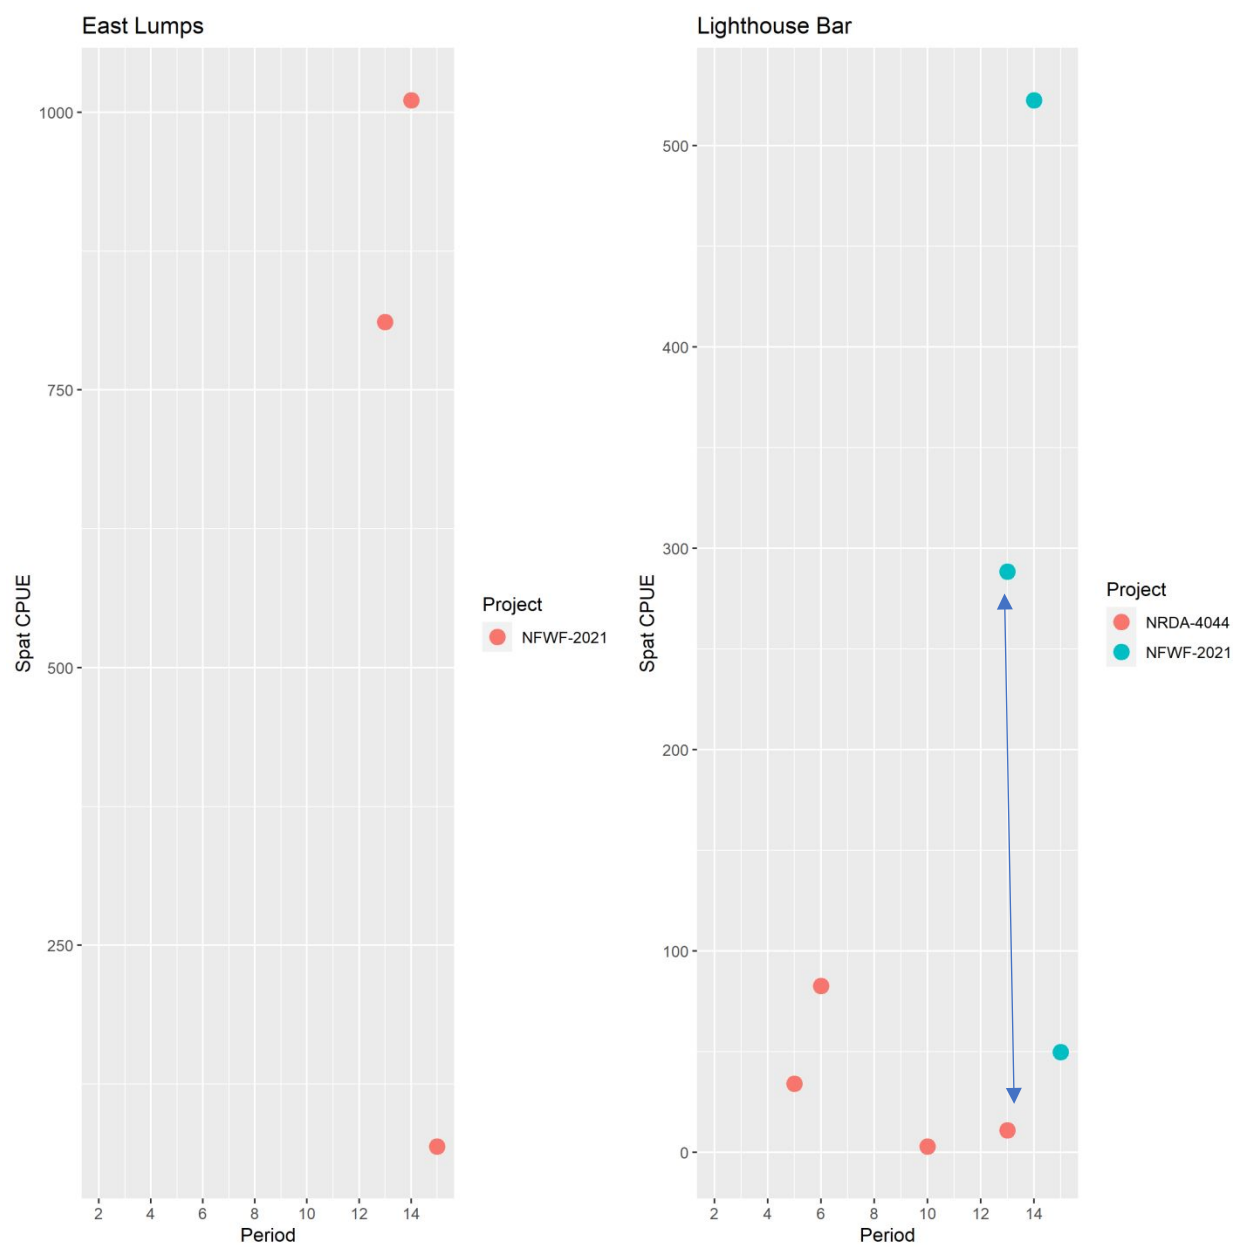 East Lumps
1000
750
500
250
Spat CPUE
2 4 6 8 10 12 14
Period
Project
NFWF-2021
Lighthouse Bar
500
400
300
200
100
0
Spat CPUE
2 4 6 8 10 12 14
Period
Project
NRDA-4044
NFWF-2021